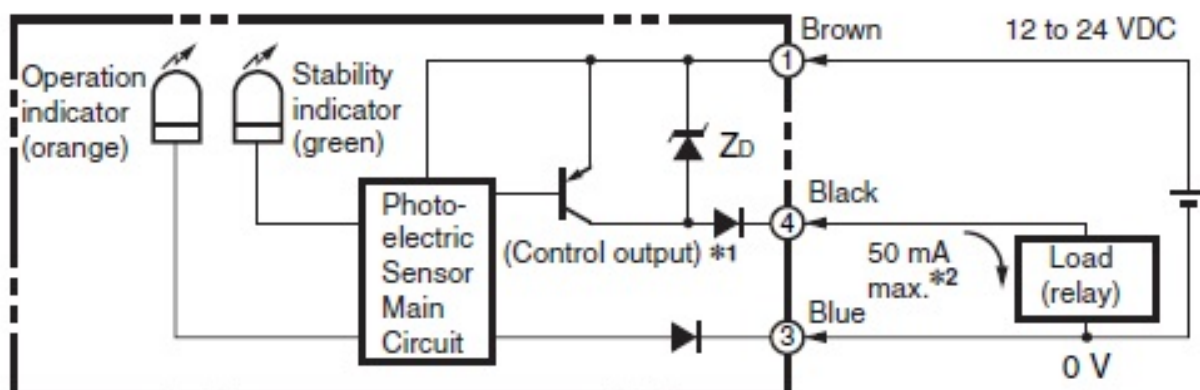 Brown
12 to 24 VDC
Operation
indicator
(orange)
Stability
indicator
(green)
1
ZD
Photo-
electric
Sensor
Main
Circuit
(Control output) *1
Black
4
50 mA
max.*2
Load
(relay)
Blue
3
0 V